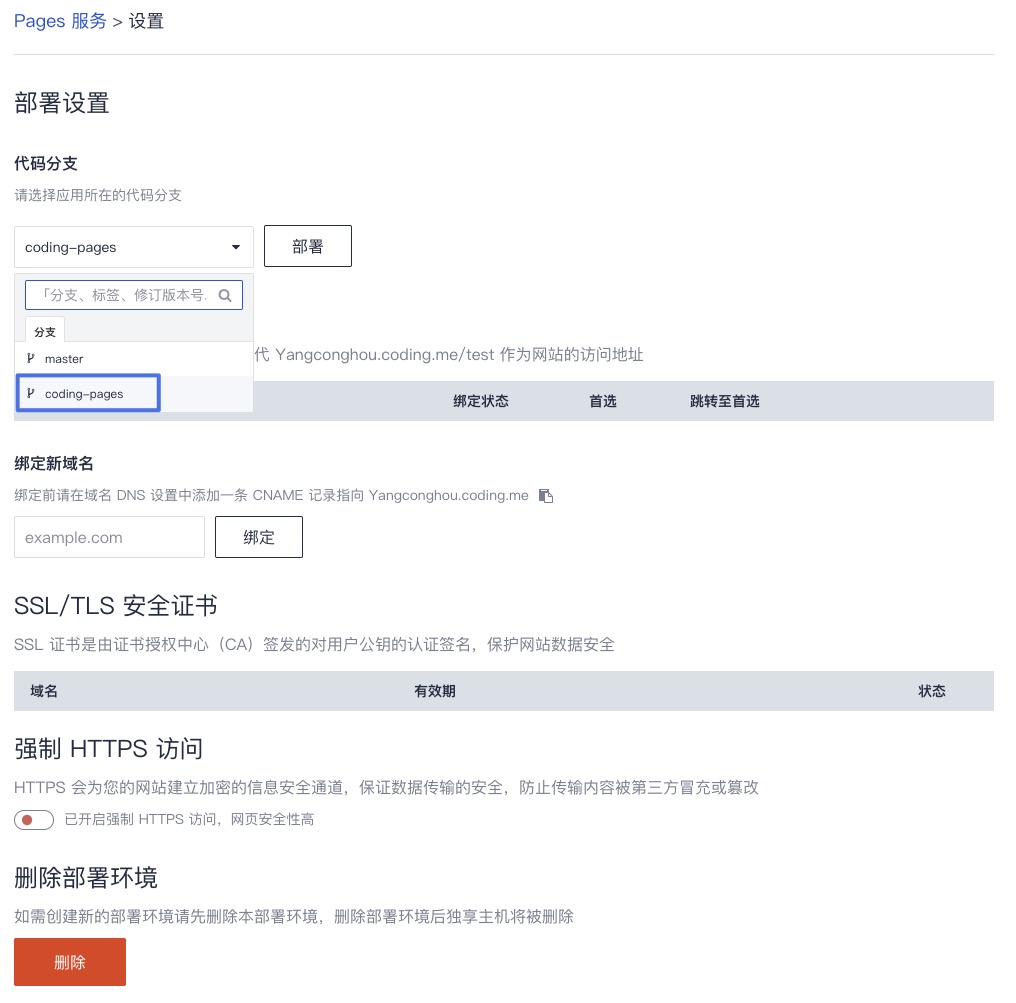 Pages 服务 > 设置
部署设置
代码分支
请选择应用所在的代码分支
coding-pages
部署
「分支、标签、修订版本号.
分支
master
代 Yangconghou.coding.me/test 作为网站的访问地址
coding-pages
绑定状态 首选 跳转至首选
绑定新域名
绑定前请在域名 DNS 设置中添加一条 CNAME 记录指向 Yangconghou.coding.me
example.com
绑定
SSL/TLS 安全证书
SSL 证书是由证书授权中心（CA）签发的对用户公钥的认证签名，保护网站数据安全
域名 有效期 状态
强制 HTTPS 访问
HTTPS 会为您的网站建立加密的信息安全通道，保证数据传输的安全，防止传输内容被第三方冒充或篡改
已开启强制 HTTPS 访问，网页安全性高
删除部署环境
如需创建新的部署环境请先删除本部署环境，删除部署环境后独享主机将被删除
删除